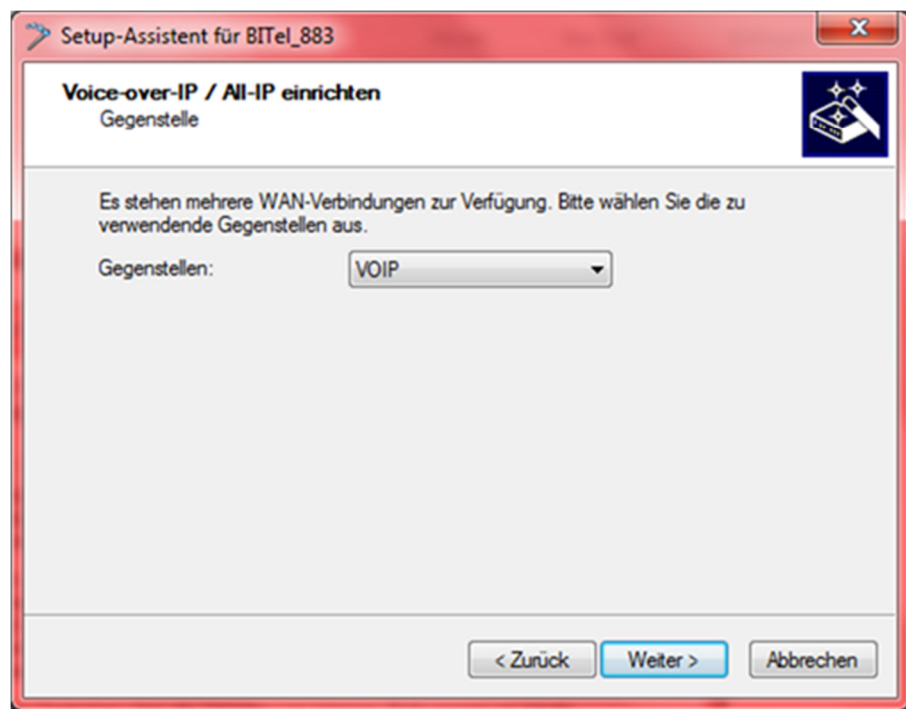 Setup-Assistent für BITel_883
Voice-over-IP / All-IP einrichten
Gegenstelle
Es stehen mehrere WAN-Verbindungen zur Verfügung. Bitte wählen Sie die zu
verwendende Gegenstellen aus.
Gegenstellen: VOIP
< Zurück Weiter > Abbrechen